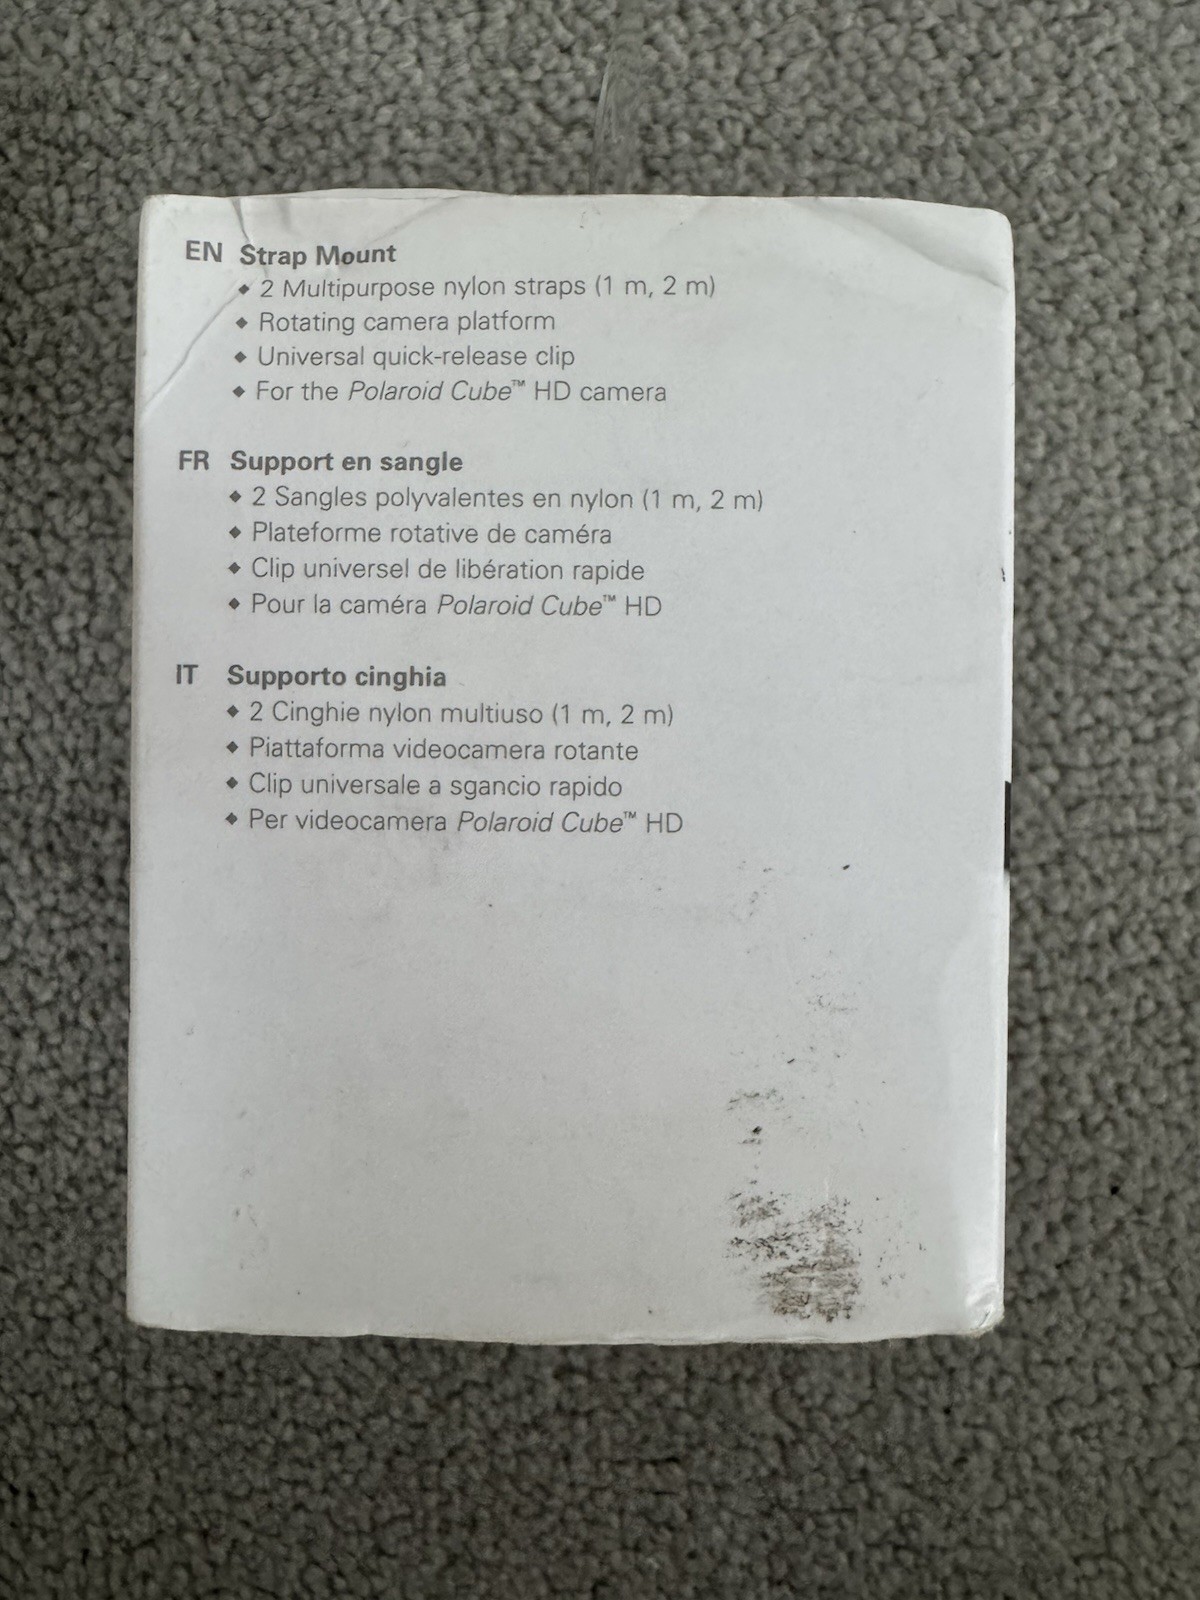 EN Strap Mount
◆ 2 Multipurpose nylon straps (1 m, 2 m)
◆ Rotating camera platform
◆ Universal quick-release clip
◆ For the Polaroid Cube™ HD camera
FR Support en sangle
◆ 2 Sangles polyvalentes en nylon (1 m, 2 m)
◆ Plateforme rotative de caméra
◆ Clip universel de libération rapide
◆ Pour la caméra Polaroid Cube™ HD
IT Supporto cinghia
◆ 2 Cinghie nylon multiuso (1 m, 2 m)
◆ Piattaforma videocamera rotante
◆ Clip universale a sgancio rapido
◆ Per videocamera Polaroid Cube™ HD